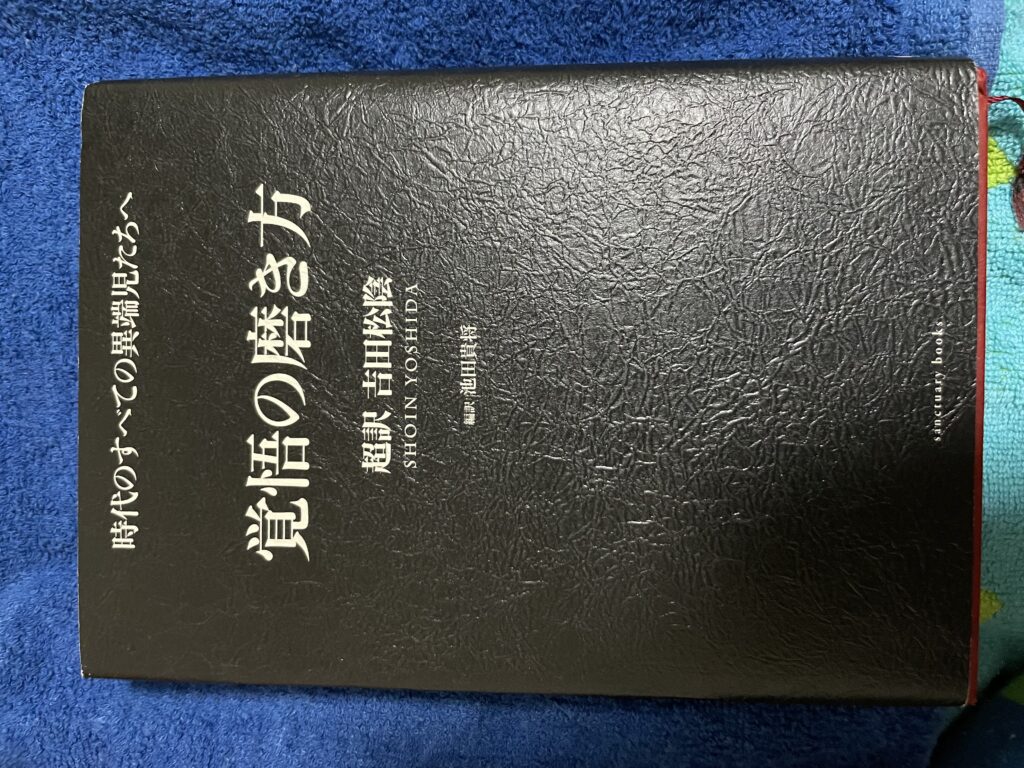 時代のすべての異端児たちへ
覚悟の磨き方
超訳 吉田松陰
SHOIN YOSHIDA
編訳 池田貴将
sanctuary books